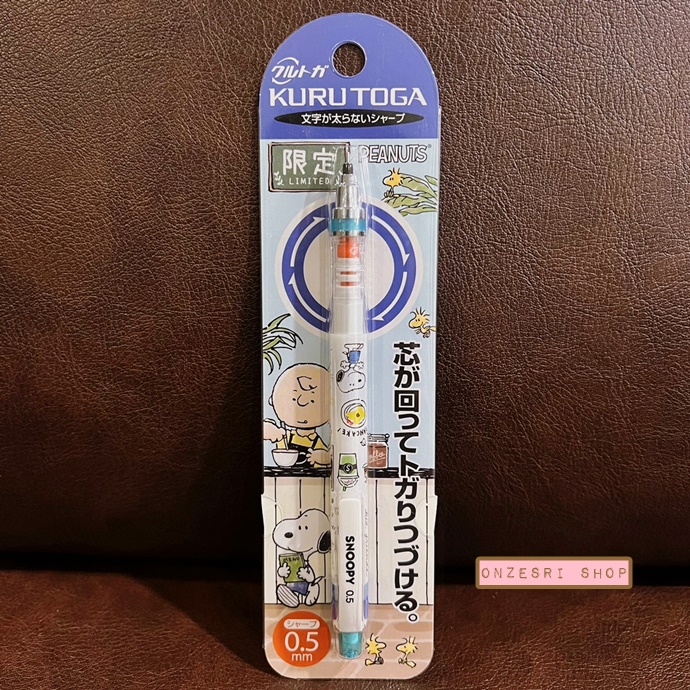 クルトガ
KURU TOGA
文字が太らないシャープ
限定
LIMITED
PEANUTS
芯が回ってトガりつづける。
SNOOPY 0.5
シャープ
0.5
mm
ONZESRI SHOP